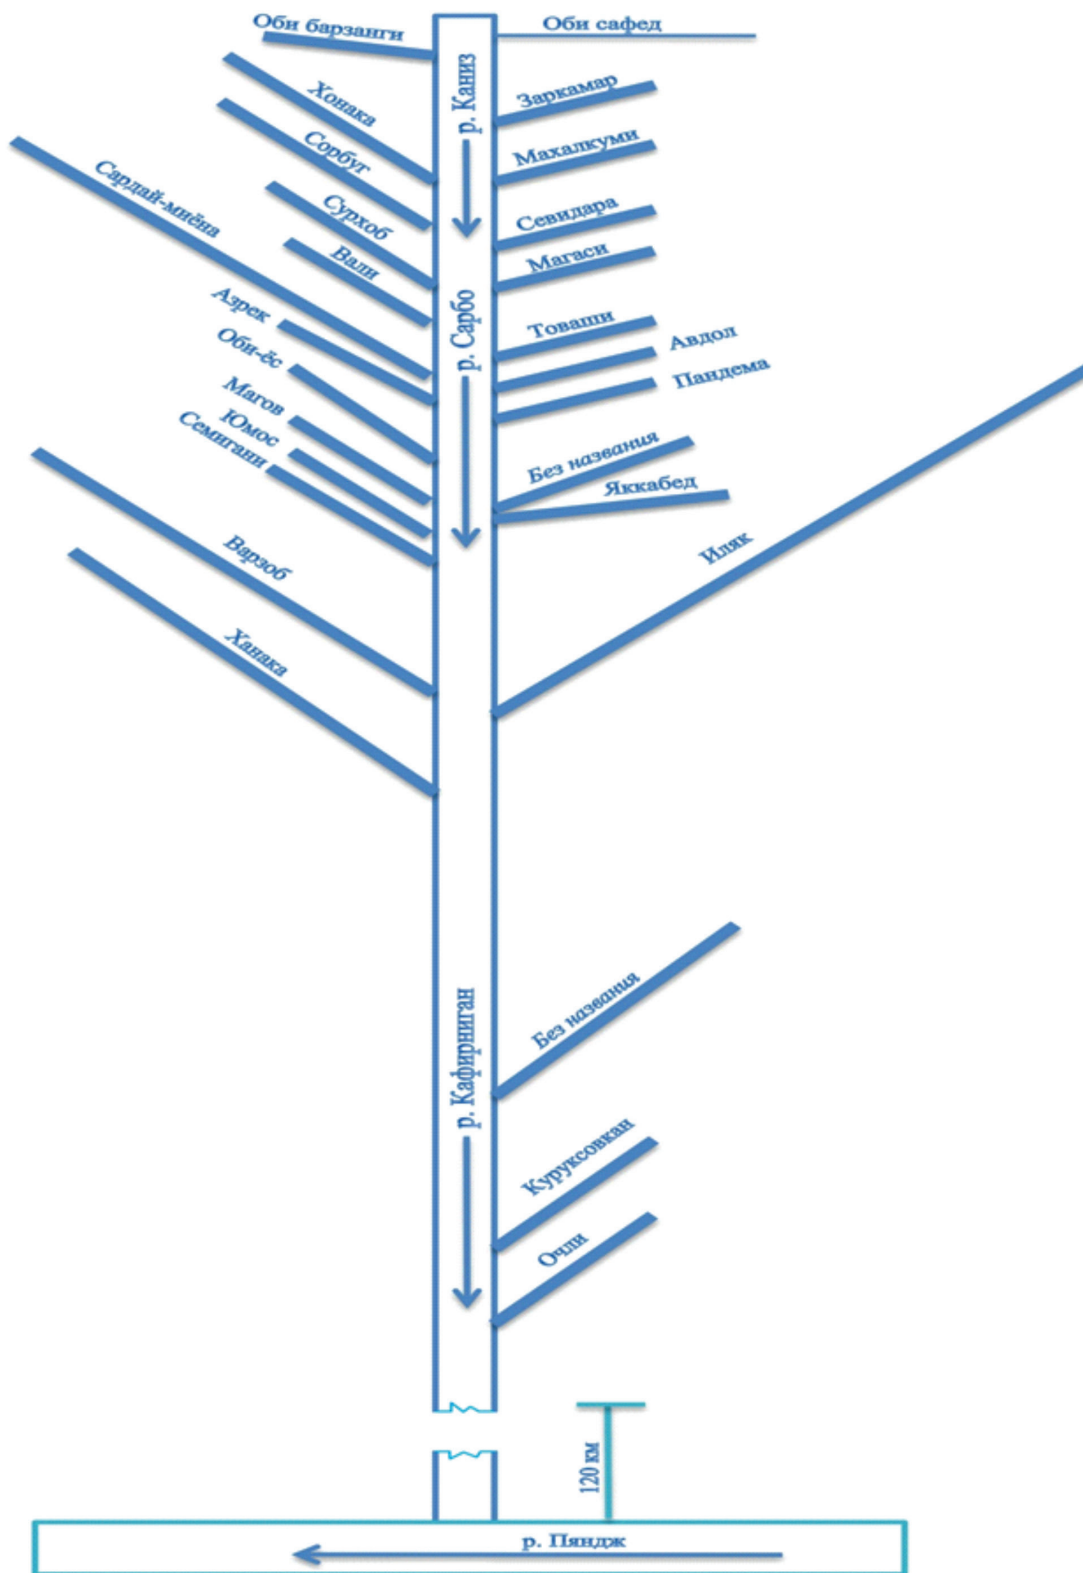 Оби барзанги
Оби сафед
р. Каниз
Хонака
Заркамар
Сорбуг
Махалкуми
Сардай-миёна
Сурхоб
Севидара
Вали
Магаси
р. Сарбо
Азрек
Товаши
Авдол
Оби-ёс
Пандема
Магов
Юмос
Семигани
Без названия
Яккабед
Варзоб
Иляк
Ханака
р. Кафирниган
Без названия
Куруксовкан
Очли
120 км
р. Пяндж